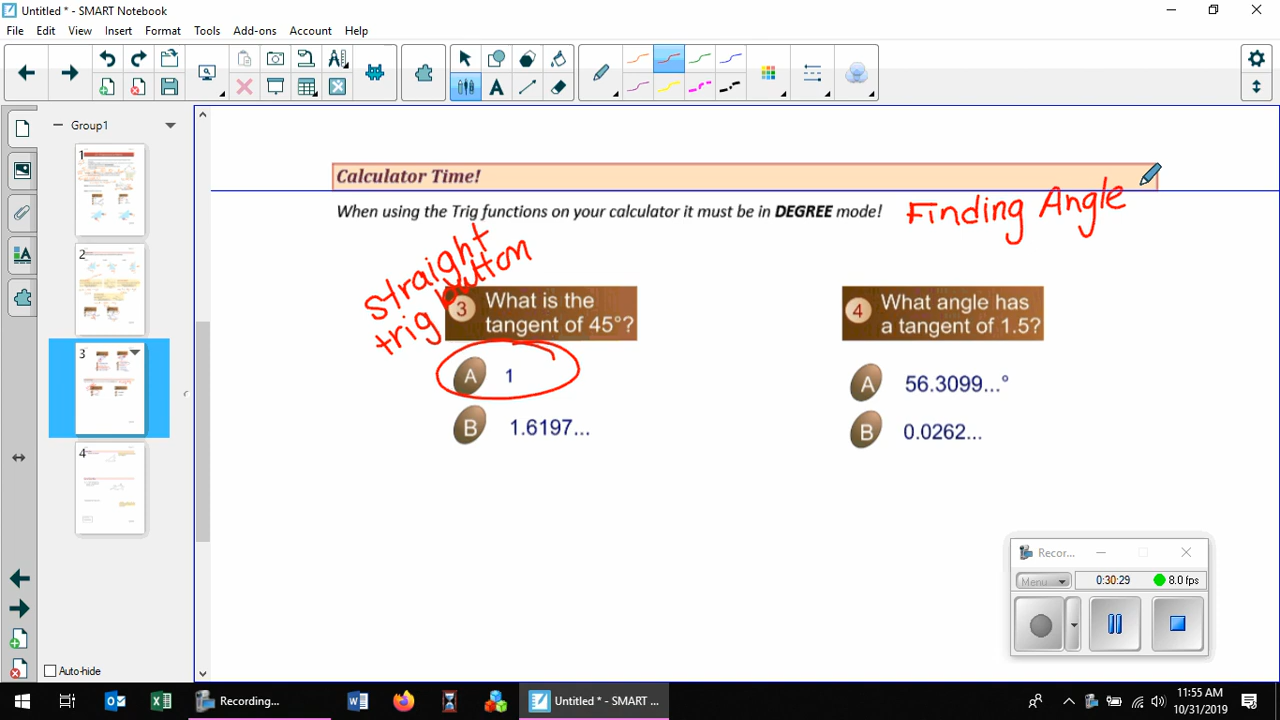 Untitled * - SMART Notebook
File Edit View Insert Format Tools Add-ons Account Help
Group1
1
2
3
4
Auto-hide
Calculator Time!
When using the Trig functions on your calculator it must be in DEGREE mode!
Finding Angle
straight
trig button
3 What is the
tangent of 45°?
A 1
B 1.6197...
4 What angle has
a tangent of 1.5?
A 56.3099...°
B 0.0262...
Recor...
Menu 0:30:29 8.0 fps
Recording...
Untitled * - SMART ...
11:55 AM
10/31/2019